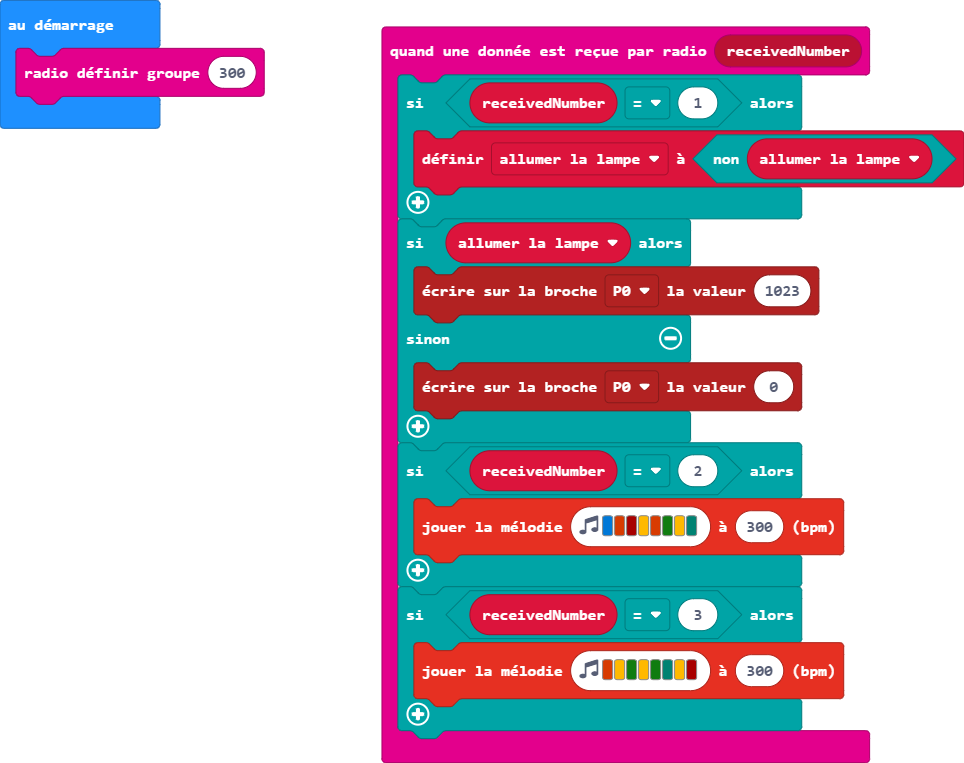 au démarrage
radio définir groupe 300
quand une donnée est reçue par radio receivedNumber
si receivedNumber = 1 alors
définir allumer la lampe à non allumer la lampe
si allumer la lampe alors
écrire sur la broche P0 la valeur 1023
sinon
écrire sur la broche P0 la valeur 0
si receivedNumber = 2 alors
jouer la mélodie à 300 (bpm)
si receivedNumber = 3 alors
jouer la mélodie à 300 (bpm)